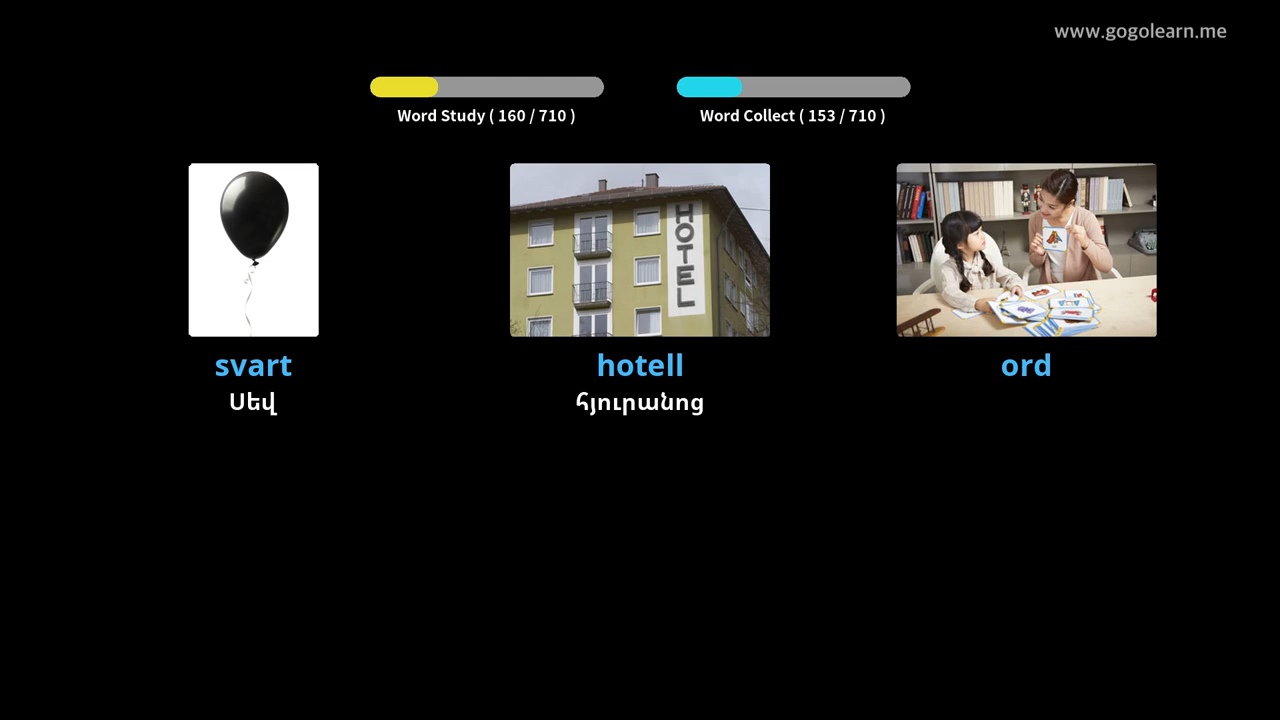 www.gogolearn.me
Word Study ( 160 / 710 )
Word Collect ( 153 / 710 )
HOTEL
svart
hotell
ord
Սեվ
հյուրանոց